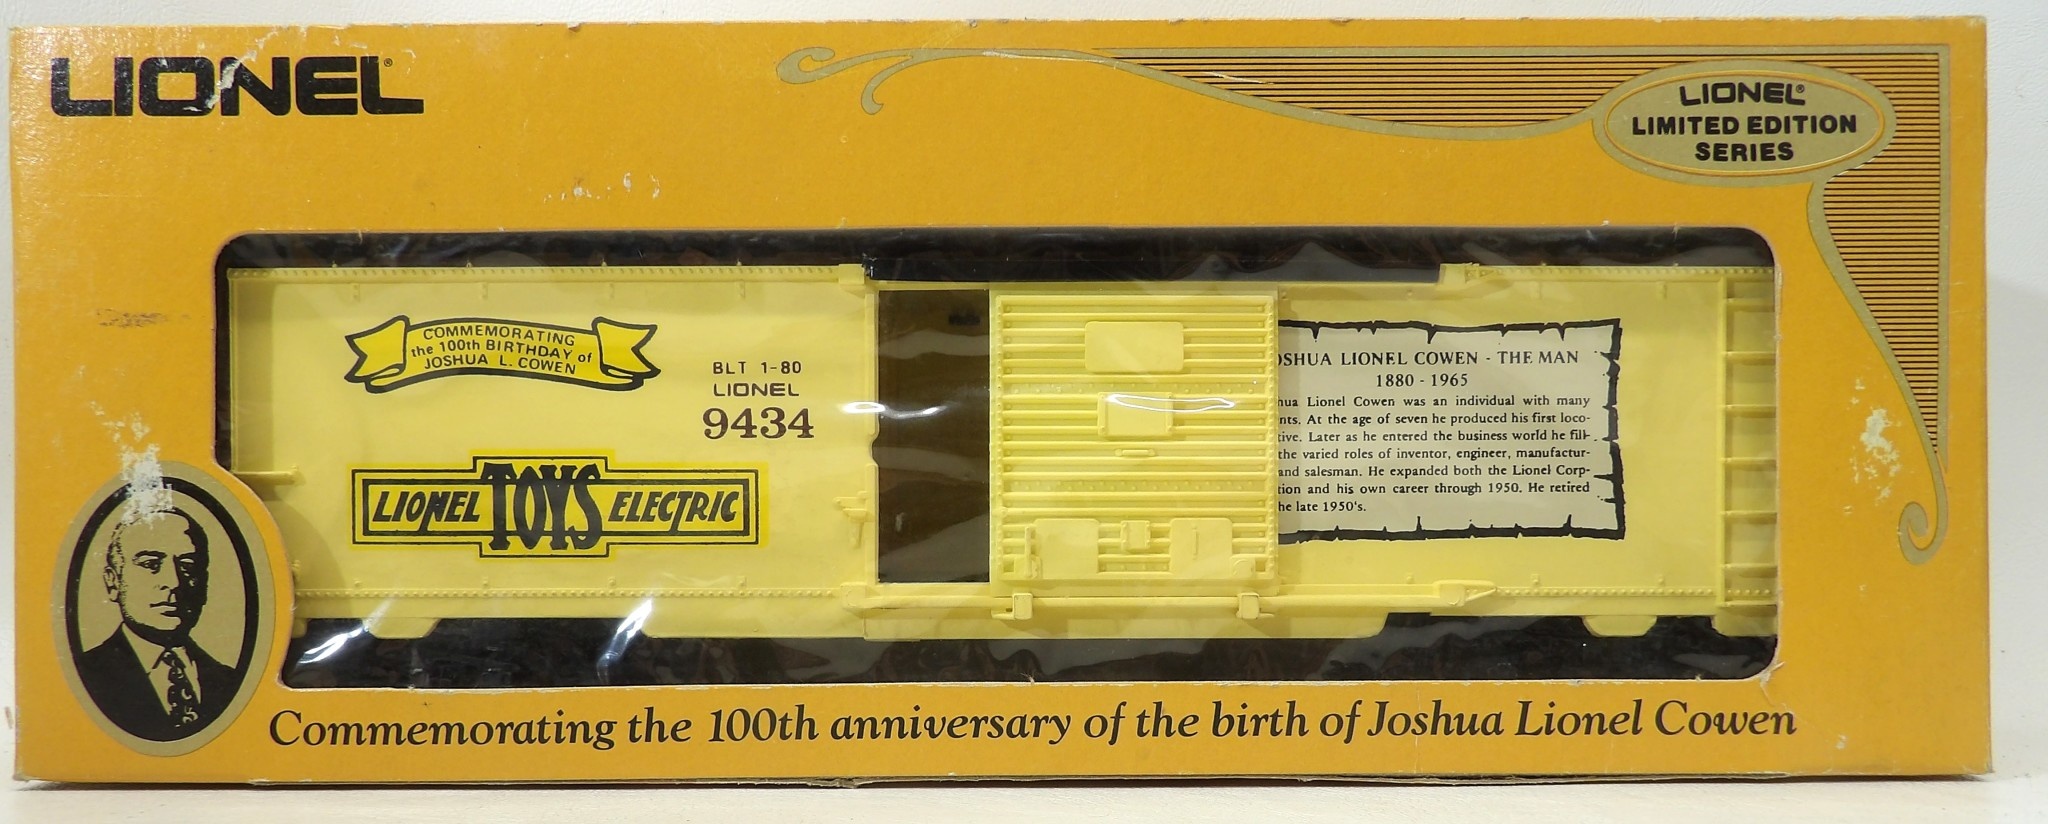 LIONEL®
LIONEL®
LIMITED EDITION
SERIES
COMMEMORATING
the 100th BIRTHDAY of
JOSHUA L. COWEN
BLT 1-80
LIONEL
9434
LIONEL TOYS ELECTRIC
OSHUA LIONEL COWEN - THE MAN
1880 - 1965
hua Lionel Cowen was an individual with many
nts. At the age of seven he produced his first loco-
tive. Later as he entered the business world he fill-
the varied roles of inventor, engineer, manufactur-
and salesman. He expanded both the Lionel Corp-
tion and his own career through 1950. He retired
he late 1950's.
Commemorating the 100th anniversary of the birth of Joshua Lionel Cowen